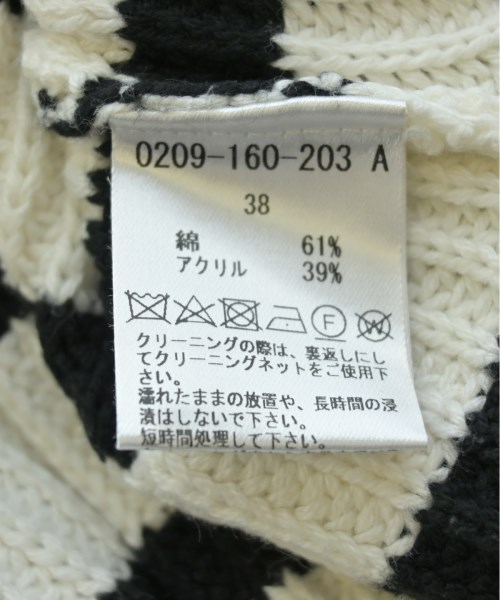 0209-160-203 A
38
綿 61%
アクリル 39%
F W
クリーニングの際は、裏返しにし
てクリーニングネットをご使用下
さい。
濡れたままの放置や、長時間の浸
漬はしないで下さい。
短時間処理して下さい。